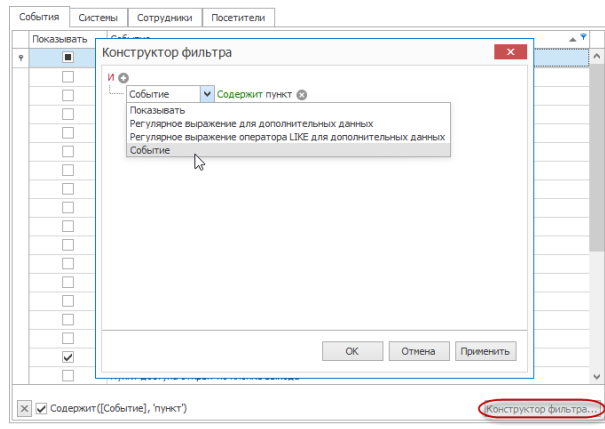 События Системы Сотрудники Посетители
Показывать Событие
Конструктор фильтра
И
Событие Содержит пункт
Показывать
Регулярное выражение для дополнительных данных
Регулярное выражение оператора LIKE для дополнительных данных
Событие
OK Отмена Применить
Содержит([Событие], 'пункт')
Конструктор фильтра...